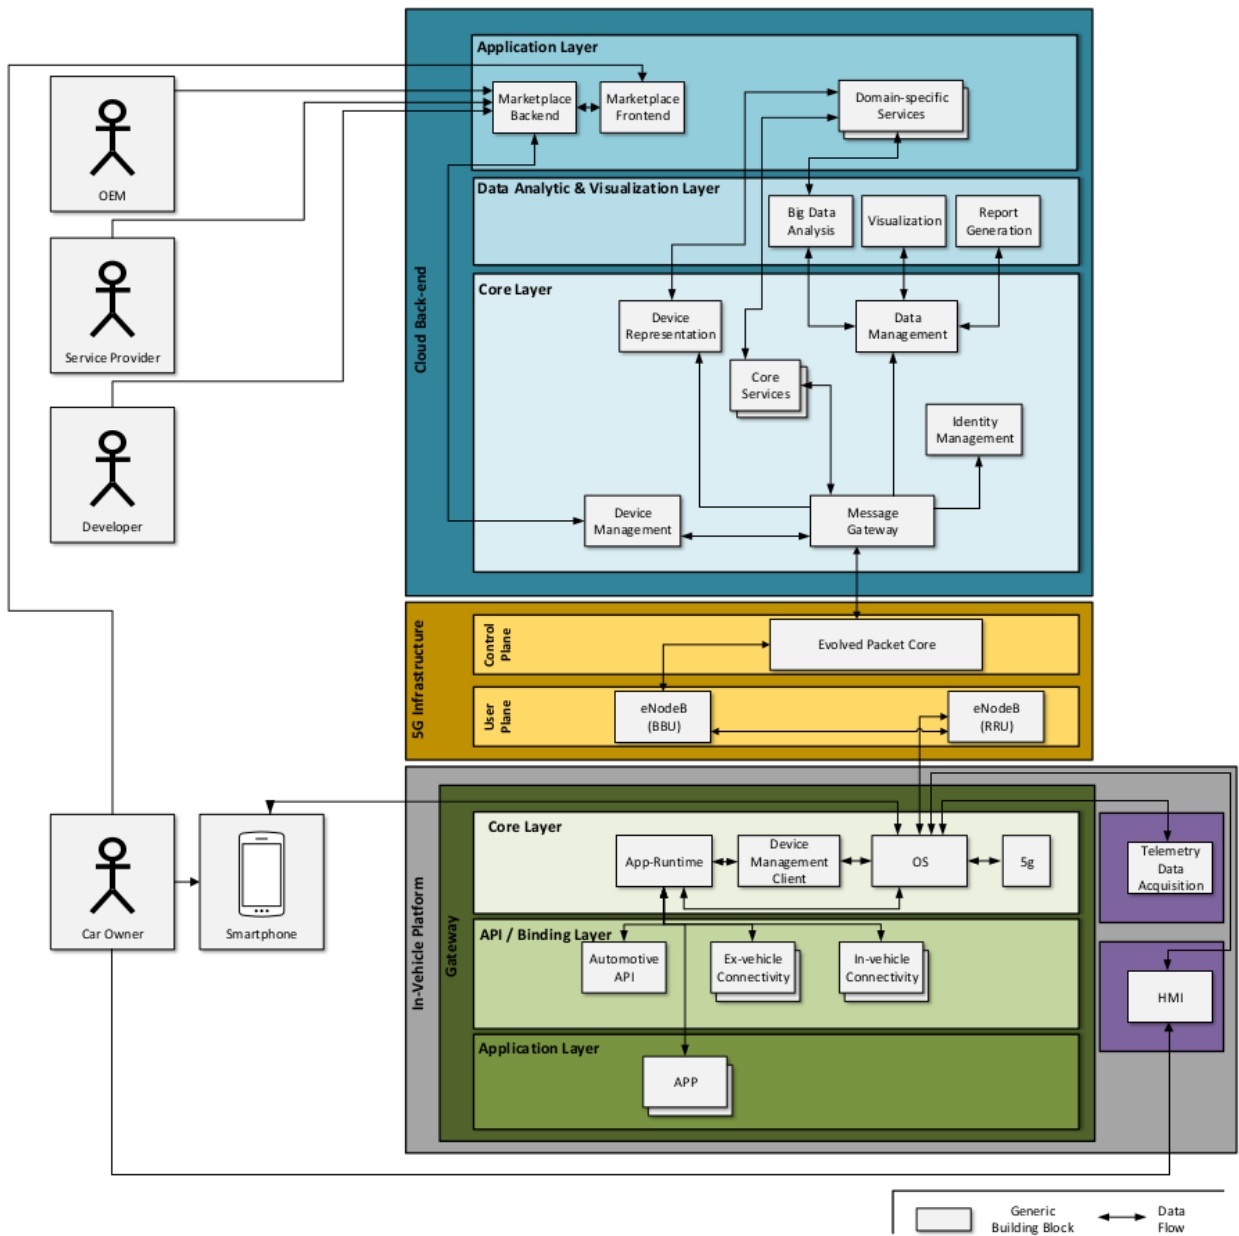 Application Layer
Marketplace
Backend
Marketplace
Frontend
Domain-specific
Services
OEM
Data Analytic & Visualization Layer
Big Data
Analysis
Visualization
Report
Generation
Service Provider
Cloud Back-end
Core Layer
Device
Representation
Data
Management
Core
Services
Identity
Management
Developer
Device
Management
Message
Gateway
5G Infrastructure
Control
Plane
Evolved Packet Core
User
Plane
eNodeB
(BBU)
eNodeB
(RRU)
In-Vehicle Platform
Gateway
Core Layer
App-Runtime
Device
Management
Client
OS
5g
Telemetry
Data
Acquisition
Car Owner
Smartphone
API / Binding Layer
Automotive
API
Ex-vehicle
Connectivity
In-vehicle
Connectivity
HMI
Application Layer
APP
Generic
Building Block
Data
Flow